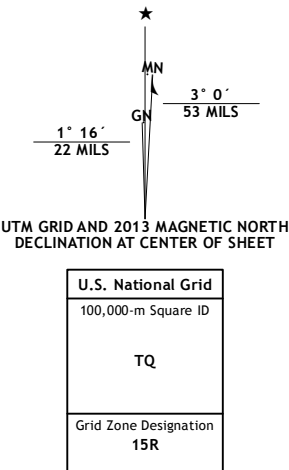 ★
MN
3° 0´
53 MILS
GN
1° 16´
22 MILS
UTM GRID AND 2013 MAGNETIC NORTH
DECLINATION AT CENTER OF SHEET
U.S. National Grid
100,000-m Square ID
TQ
Grid Zone Designation
15R